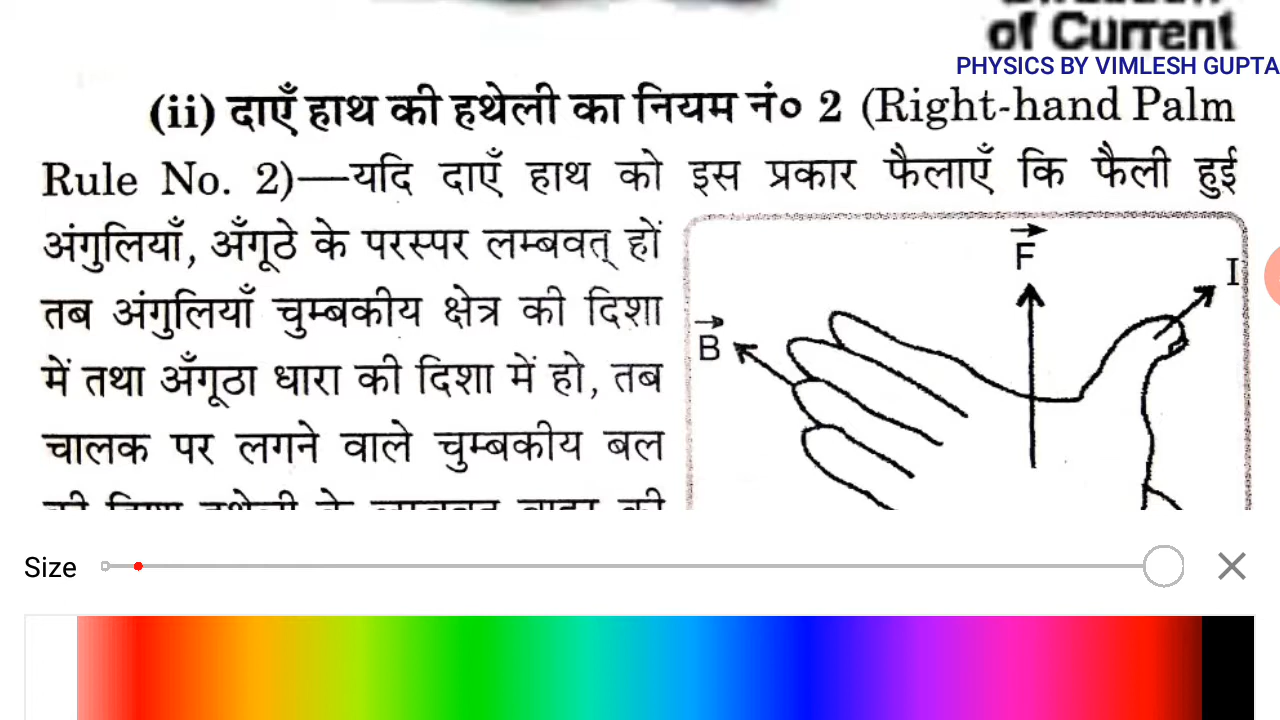 of Current
PHYSICS BY VIMLESH GUPTA
(ii) दाएँ हाथ की हथेली का नियम नं० 2 (Right-hand Palm
Rule No. 2)—यदि दाएँ हाथ को इस प्रकार फैलाएँ कि फैली हुई
अंगुलियाँ, अँगूठे के परस्पर लम्बवत् हों
तब अंगुलियाँ चुम्बकीय क्षेत्र की दिशा
में तथा अँगूठा धारा की दिशा में हो, तब
चालक पर लगने वाले चुम्बकीय बल
F
I
B
Size